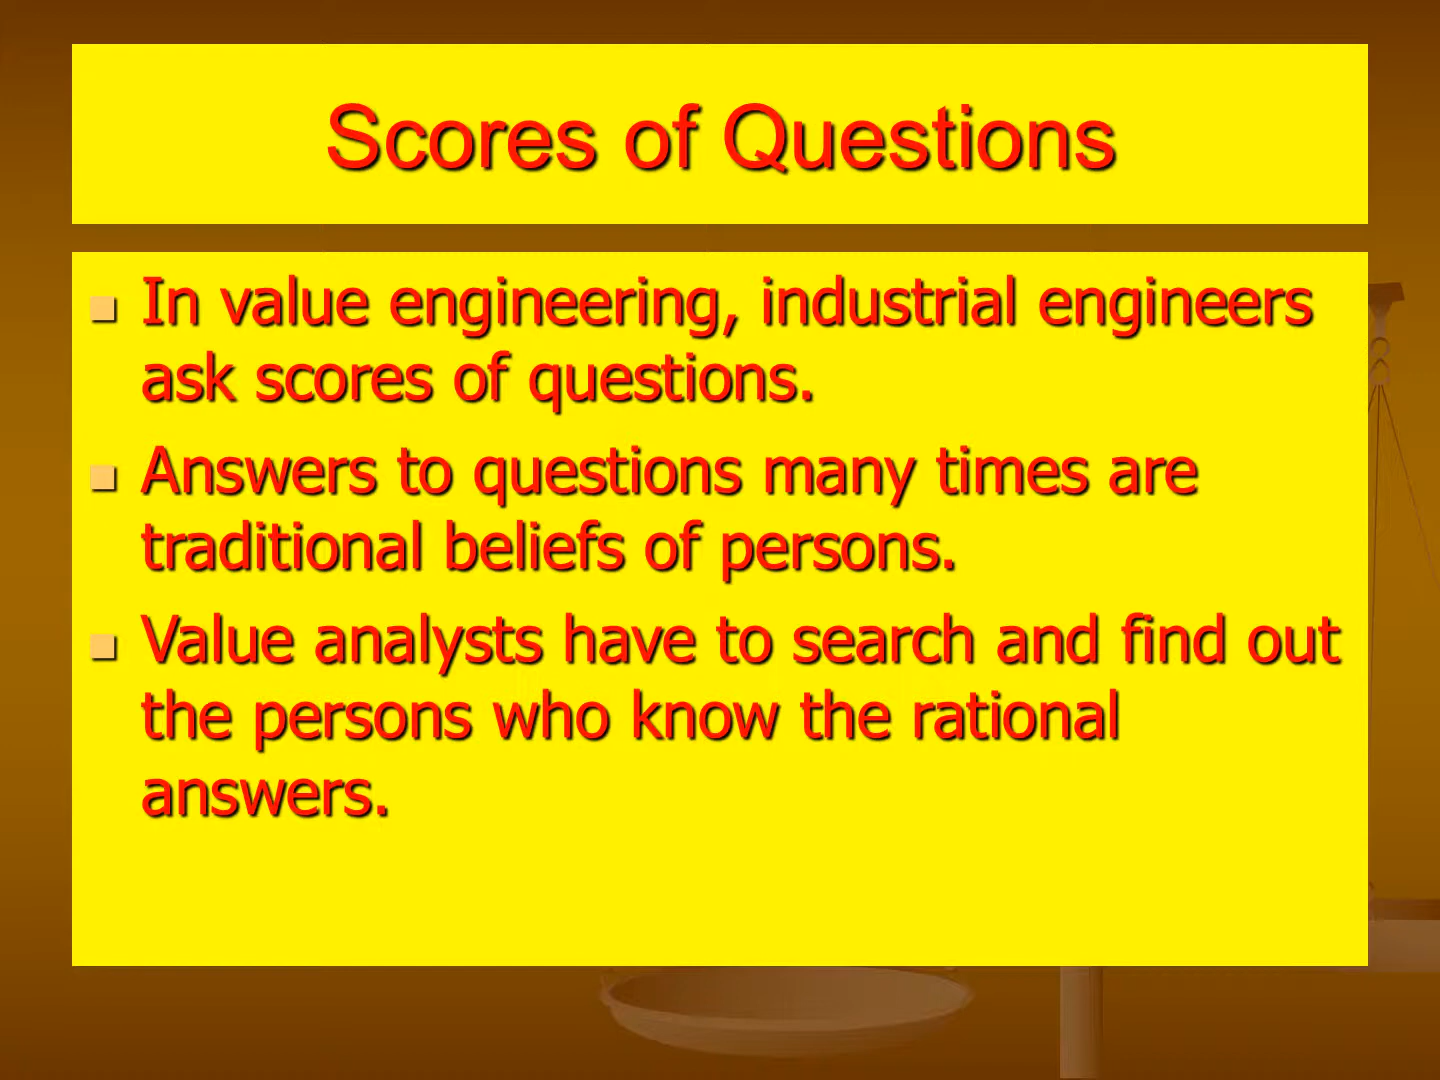 Scores of Questions
In value engineering, industrial engineers
ask scores of questions.
Answers to questions many times are
traditional beliefs of persons.
Value analysts have to search and find out
the persons who know the rational
answers.